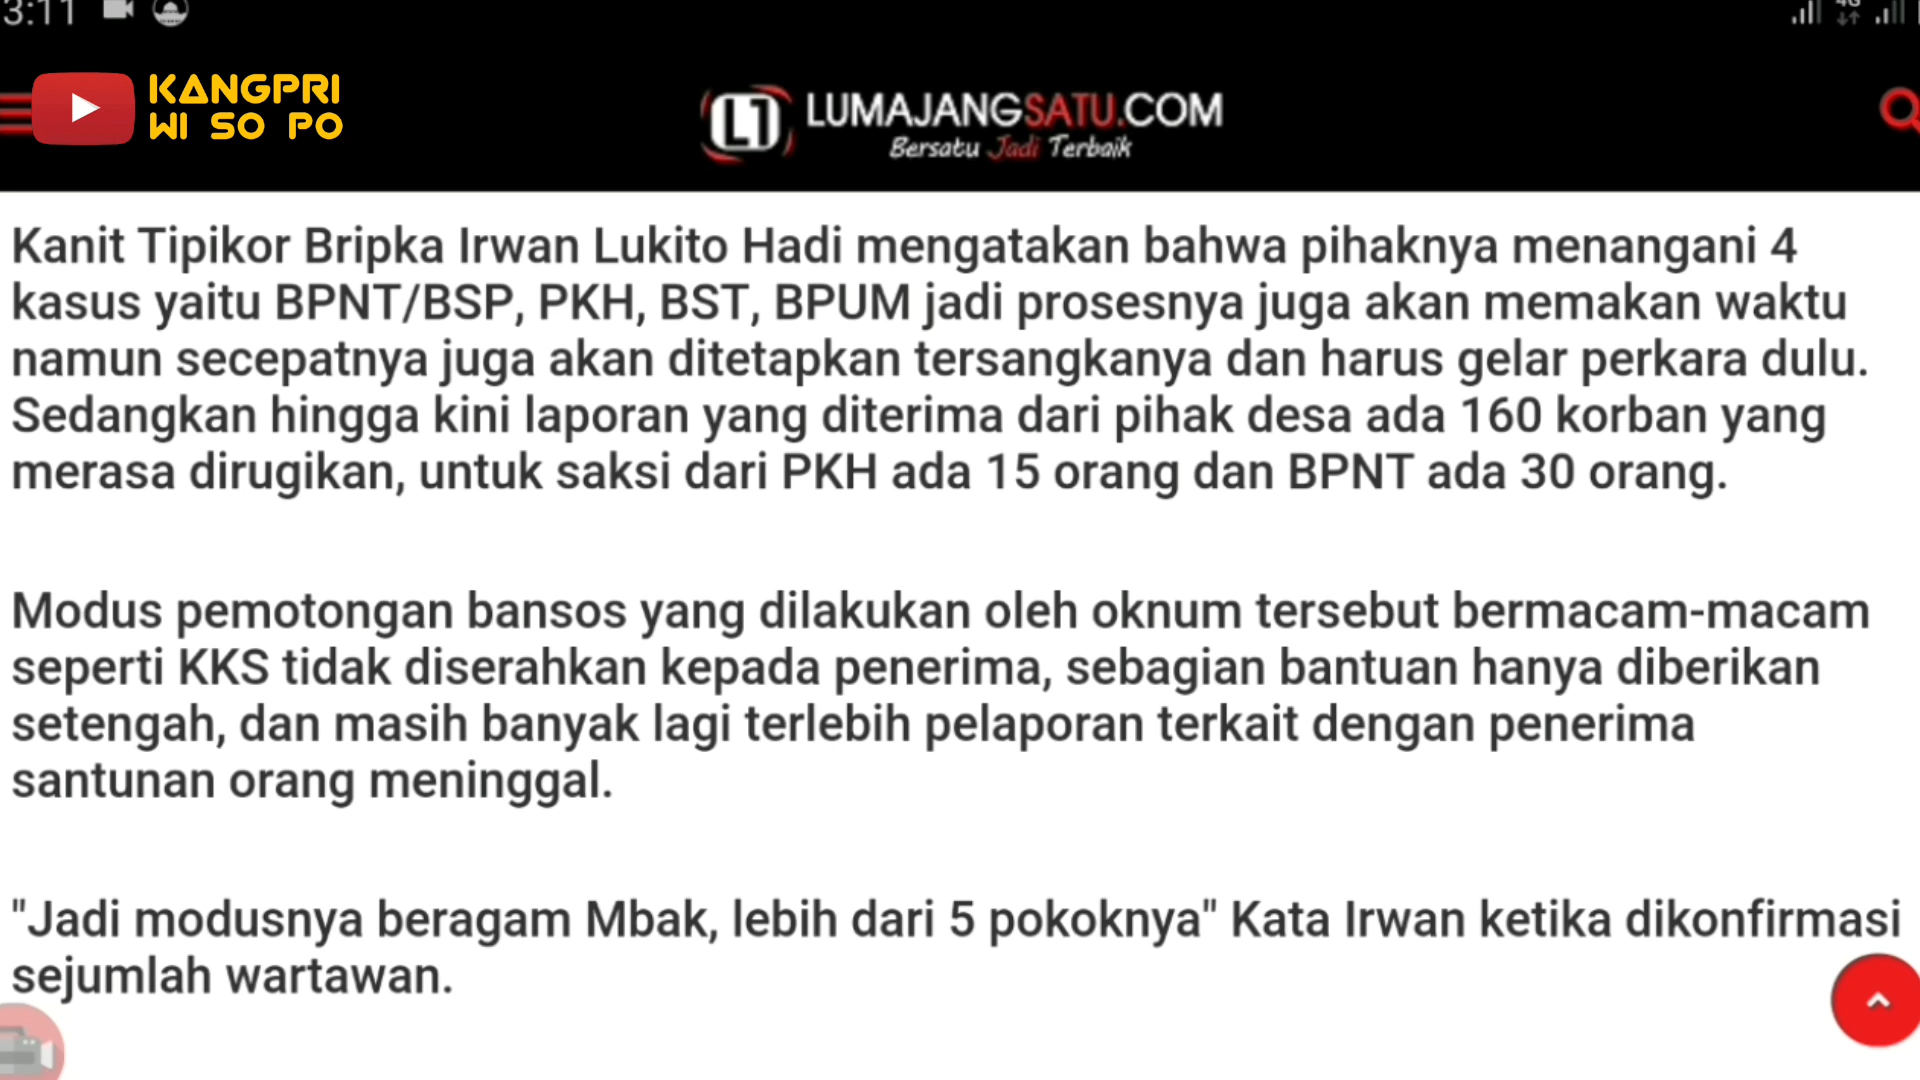 3:11
4G
KANGPRI
WI SO PO
L1 LUMAJANGSATU.COM
Bersatu Jadi Terbaik
Kanit Tipikor Bripka Irwan Lukito Hadi mengatakan bahwa pihaknya menangani 4
kasus yaitu BPNT/BSP, PKH, BST, BPUM jadi prosesnya juga akan memakan waktu
namun secepatnya juga akan ditetapkan tersangkanya dan harus gelar perkara dulu.
Sedangkan hingga kini laporan yang diterima dari pihak desa ada 160 korban yang
merasa dirugikan, untuk saksi dari PKH ada 15 orang dan BPNT ada 30 orang.
Modus pemotongan bansos yang dilakukan oleh oknum tersebut bermacam-macam
seperti KKS tidak diserahkan kepada penerima, sebagian bantuan hanya diberikan
setengah, dan masih banyak lagi terlebih pelaporan terkait dengan penerima
santunan orang meninggal.
"Jadi modusnya beragam Mbak, lebih dari 5 pokoknya" Kata Irwan ketika dikonfirmasi
sejumlah wartawan.